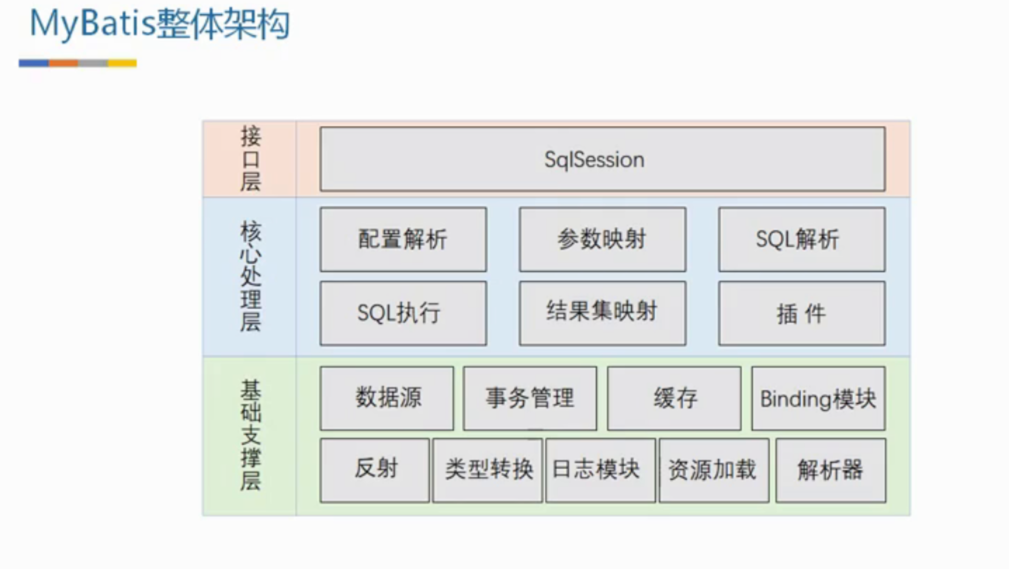 MyBatis整体架构
接口层
SqlSession
核心处理层
配置解析
参数映射
SQL解析
SQL执行
结果集映射
插 件
基础支撑层
数据源
事务管理
缓存
Binding模块
反射
类型转换
日志模块
资源加载
解析器